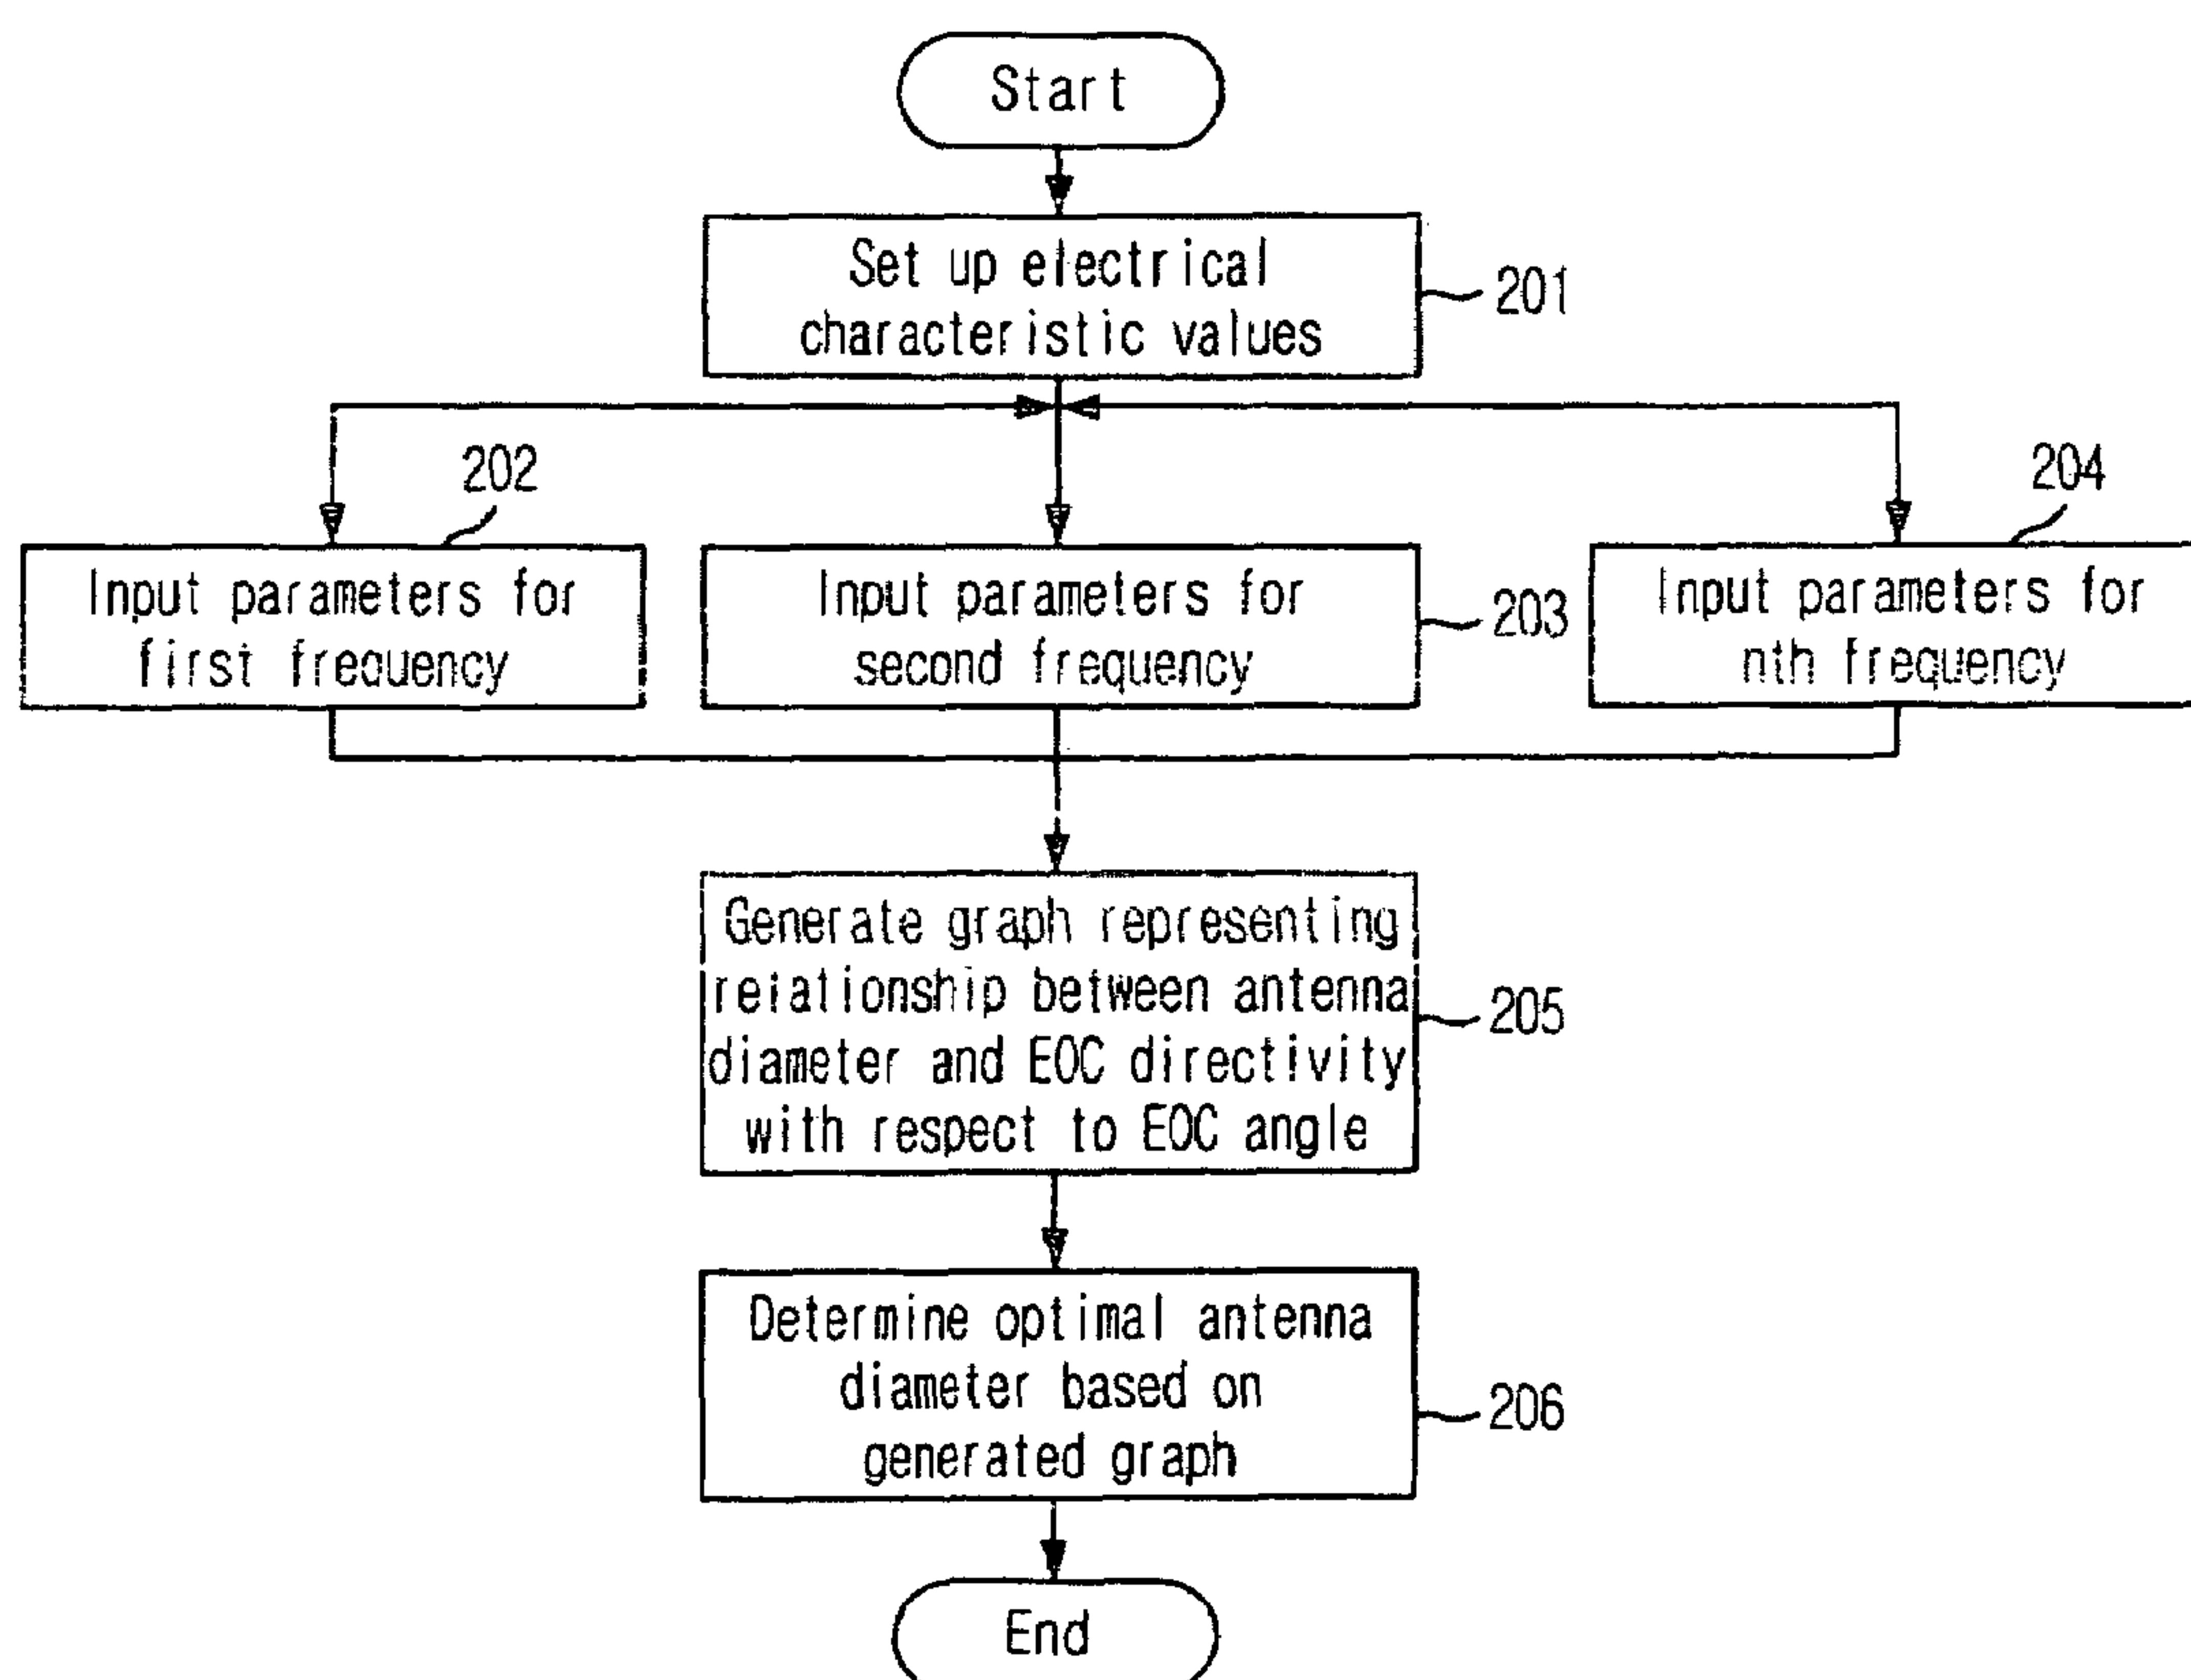 Start
Set up electrical
characteristic values
201
202
204
Input parameters for
first frequency
Input parameters for
second frequency
203
Input parameters for
nth frequency
Generate graph representing
relationship between antenna
diameter and EOC directivity
with respect to EOC angle
205
Determine optimal antenna
diameter based on
generated graph
206
End